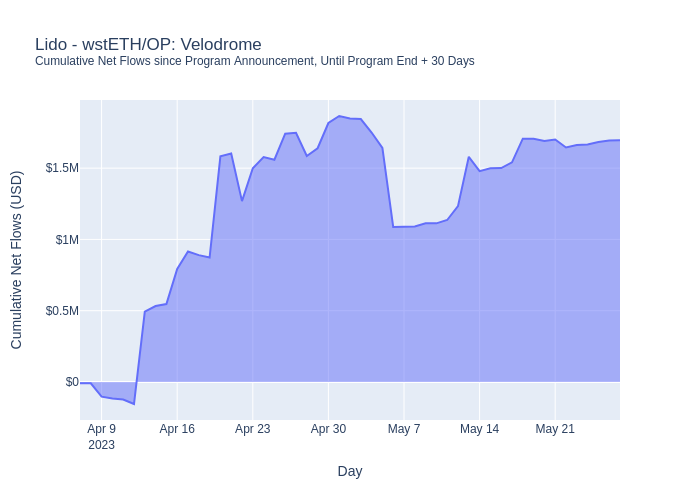 Lido - wstETH/OP: Velodrome
Cumulative Net Flows since Program Announcement, Until Program End + 30 Days
Cumulative Net Flows (USD)
$1.5M
$1M
$0.5M
$0
Apr 9
2023
Apr 16
Apr 23
Apr 30
May 7
May 14
May 21
Day